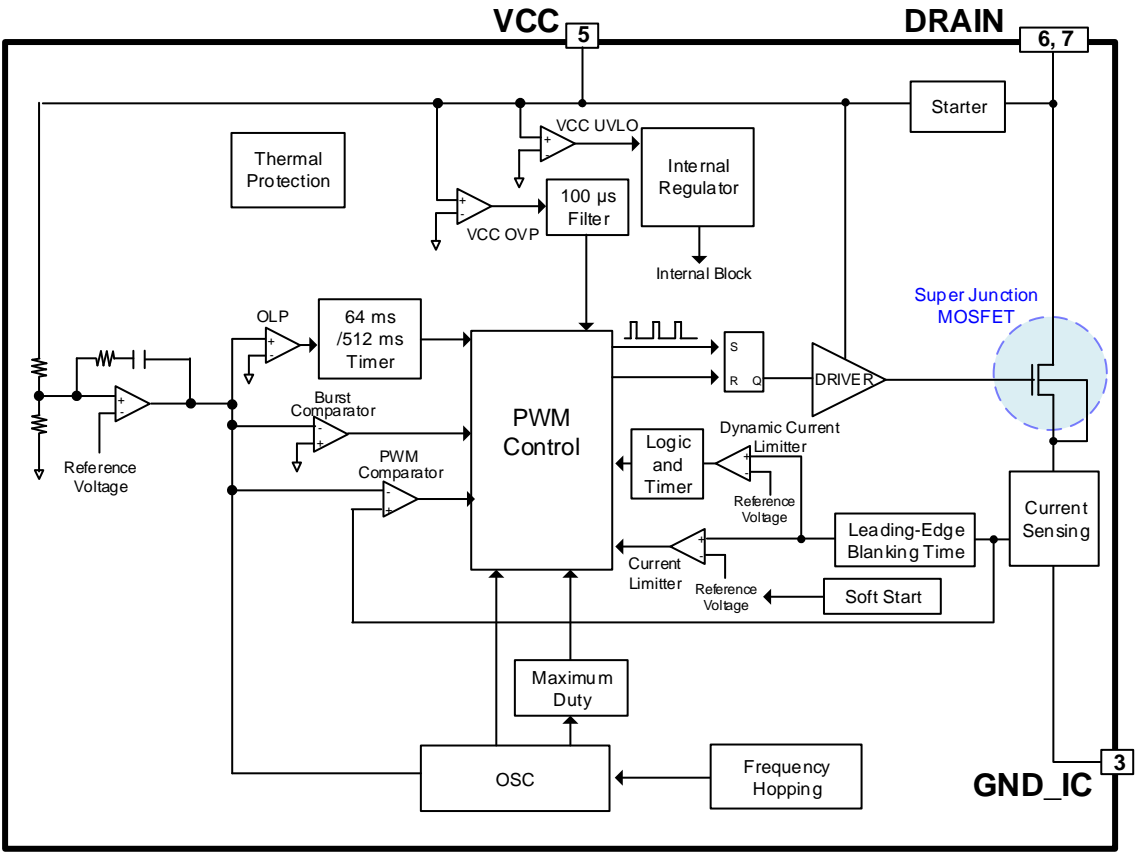 VCC
DRAIN
5
6, 7
Starter
VCC UVLO
+
-
Thermal
Protection
Internal
Regulator
+
-
100 µs
Filter
VCC OVP
Internal Block
Super Junction
MOSFET
OLP
+
-
64 ms
/512 ms
Timer
S
R Q
DRIVER
+
-
Reference
Voltage
Burst
Comparator
-
+
PWM
Comparator
-
+
PWM
Control
Logic
and
Timer
Dynamic Current
Limitter
+
-
Reference
Voltage
Leading-Edge
Blanking Time
Current
Sensing
+
-
Current
Limitter
Reference
Voltage
Soft Start
Maximum
Duty
OSC
Frequency
Hopping
3
GND_IC